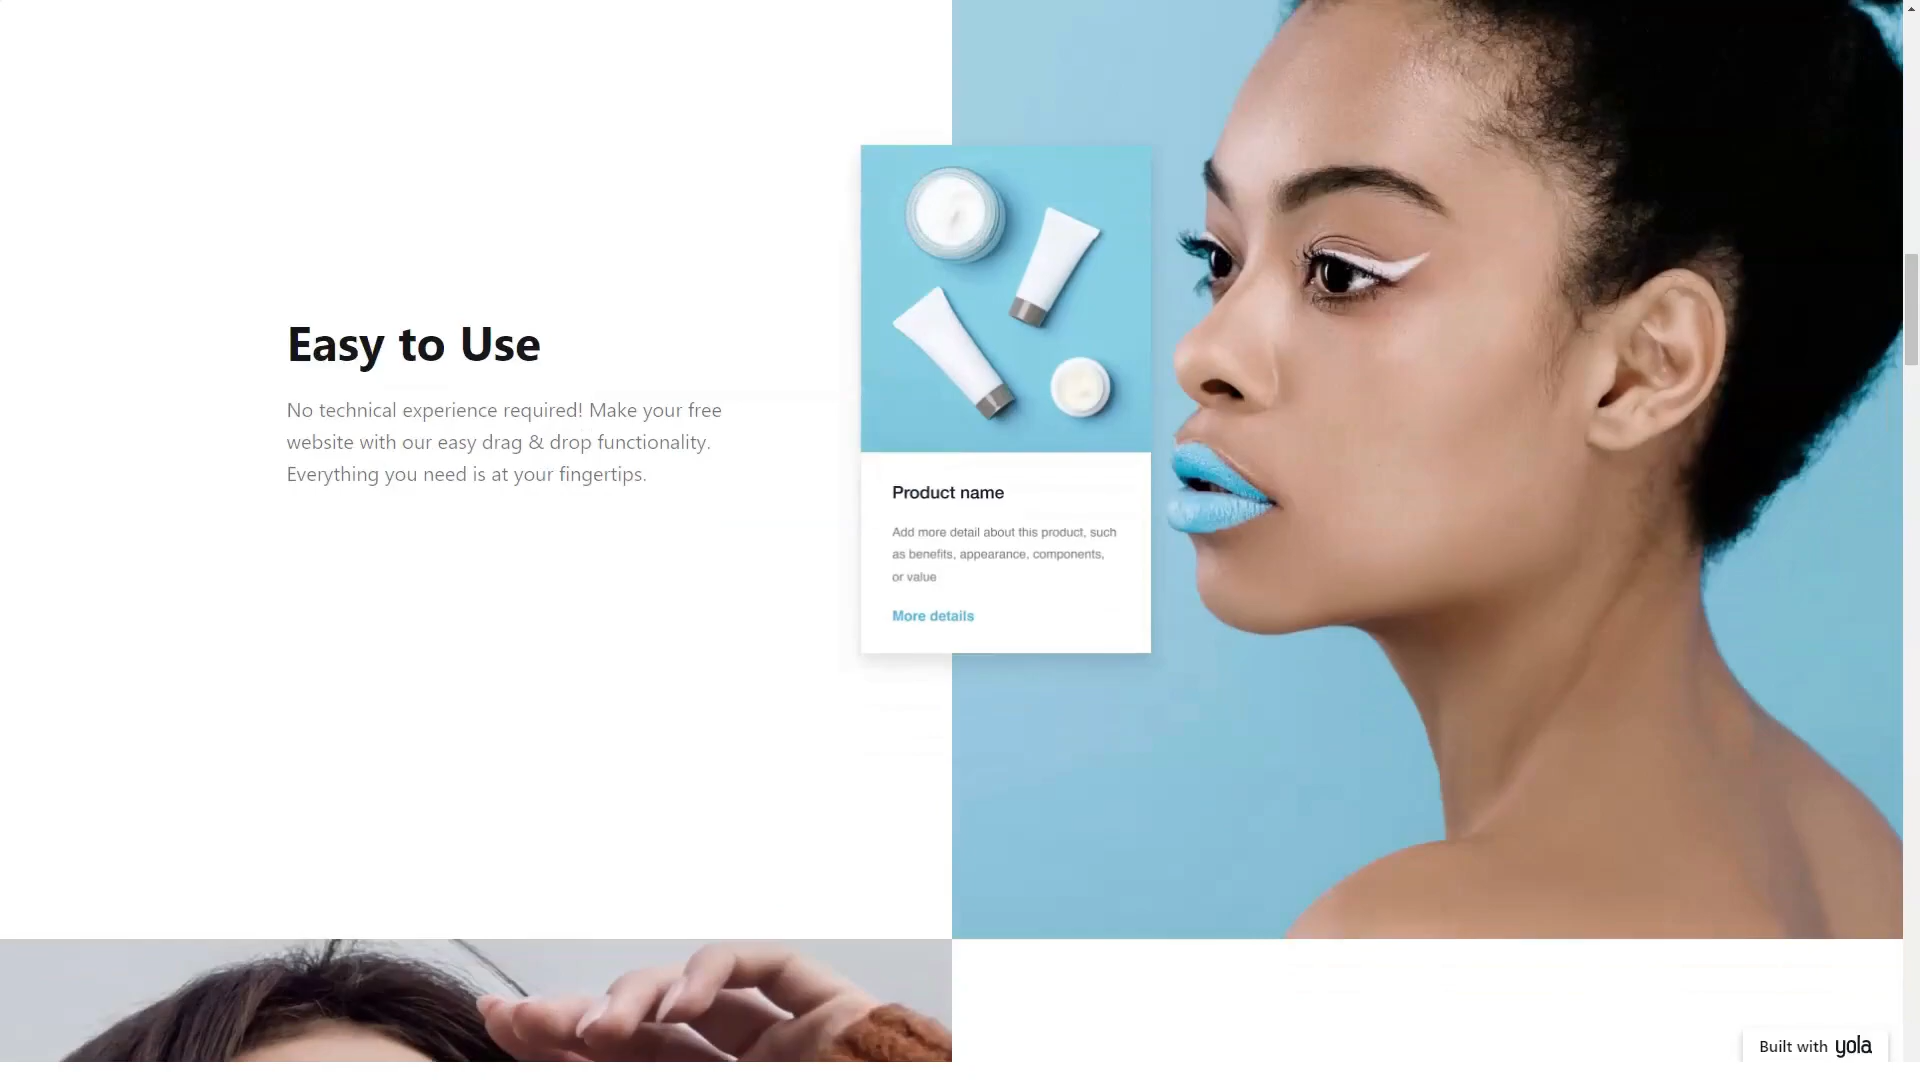 Easy to Use
No technical experience required! Make your free
website with our easy drag & drop functionality.
Everything you need is at your fingertips.
Product name
Add more detail about this product, such
as benefits, appearance, components,
or value
More details
Built with yola